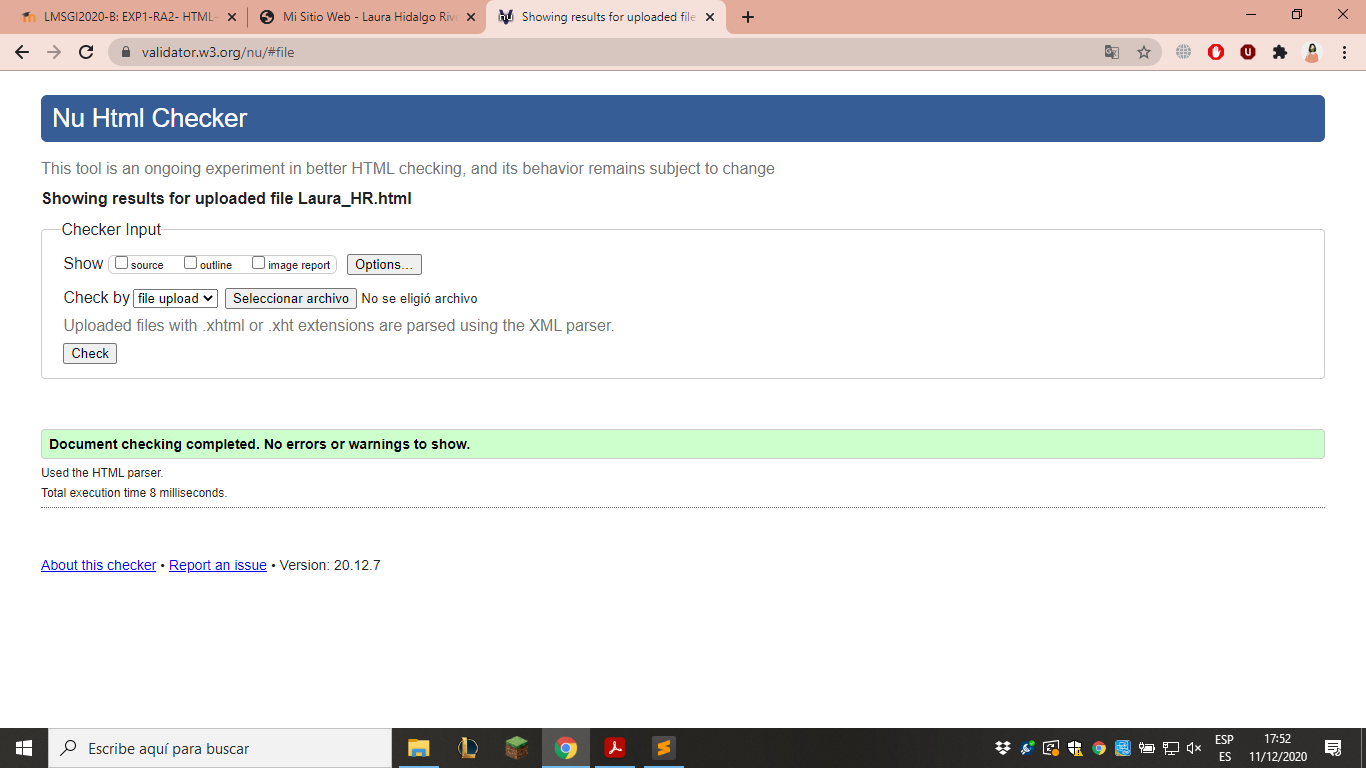 LMSGI2020-B: EXP1-RA2- HTML-
Mi Sitio Web - Laura Hidalgo Rive
Showing results for uploaded file
validator.w3.org/nu/#file
Nu Html Checker
This tool is an ongoing experiment in better HTML checking, and its behavior remains subject to change
Showing results for uploaded file Laura_HR.html
Checker Input
Show source outline image report Options...
Check by file upload Seleccionar archivo No se eligió archivo
Uploaded files with .xhtml or .xht extensions are parsed using the XML parser.
Check
Document checking completed. No errors or warnings to show.
Used the HTML parser.
Total execution time 8 milliseconds.
About this checker • Report an issue • Version: 20.12.7
Escribe aquí para buscar
ESP
ES
17:52
11/12/2020